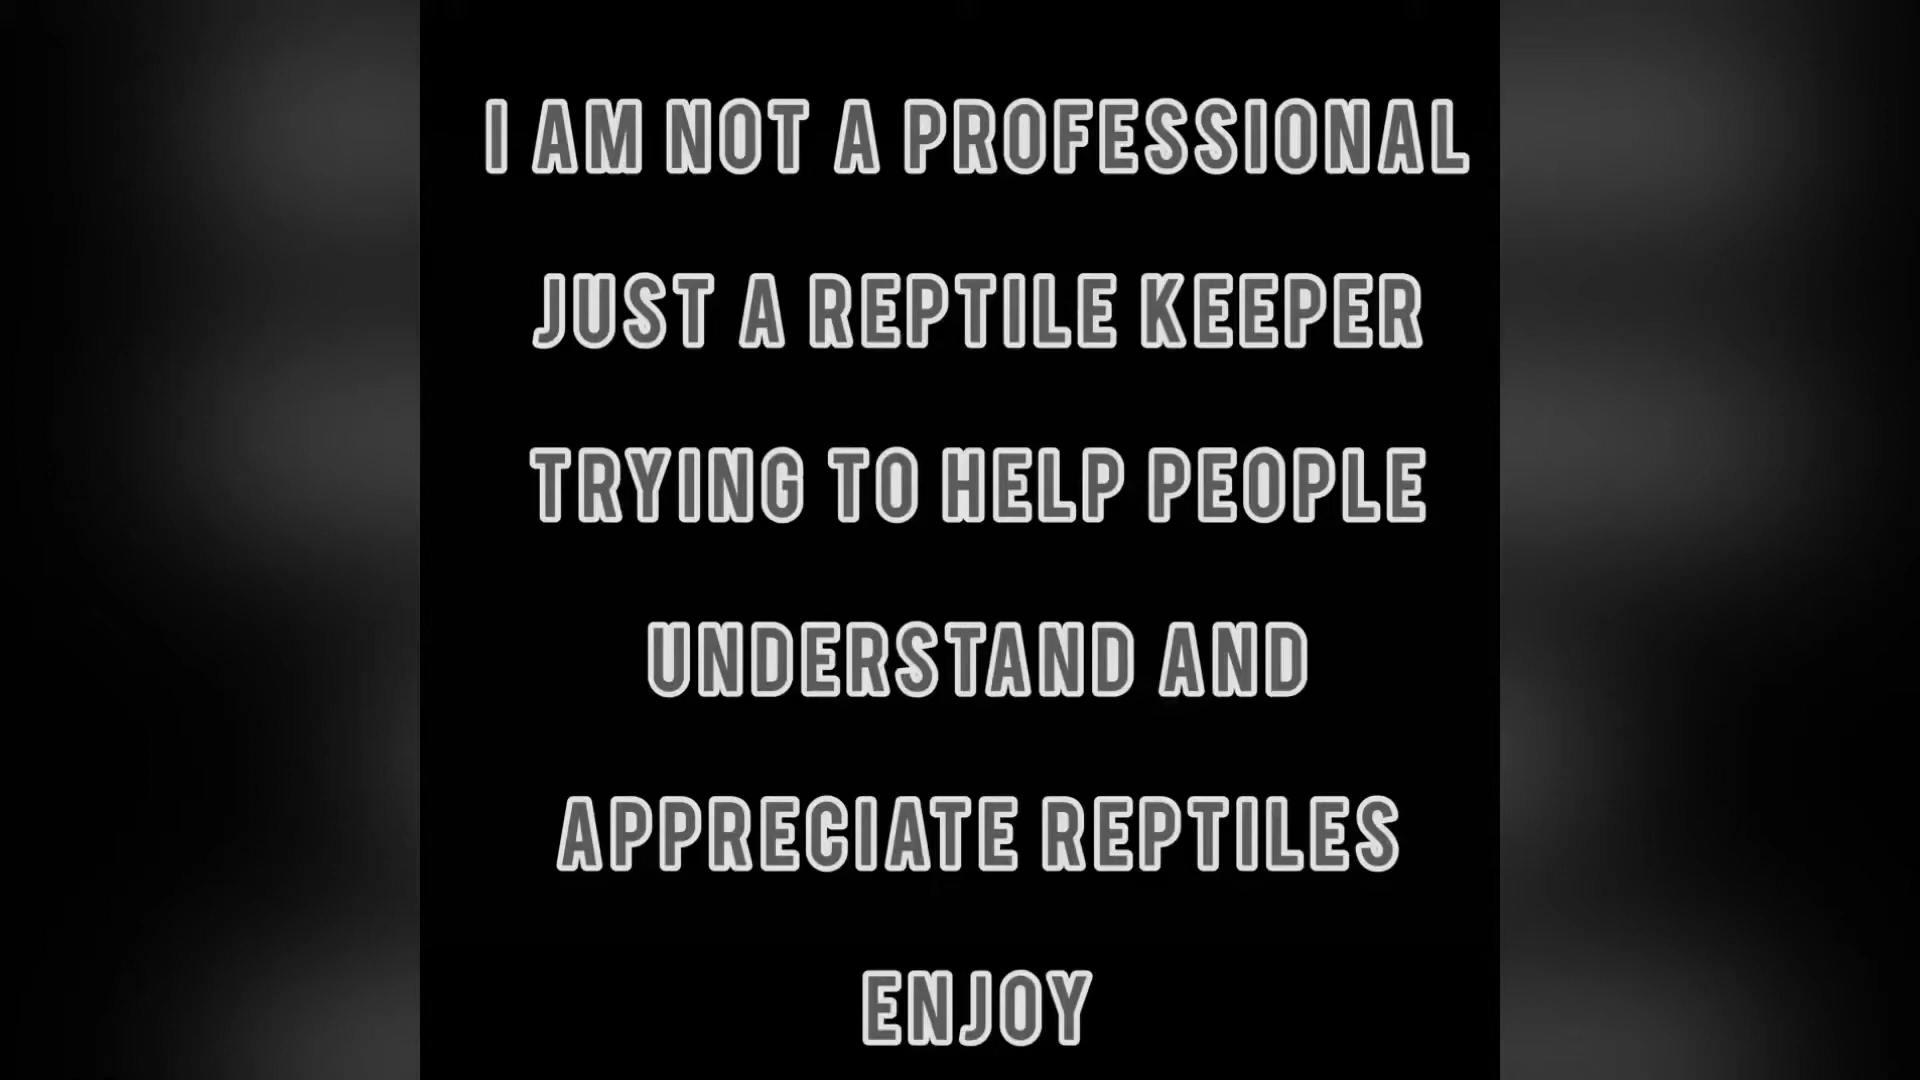 I AM NOT A PROFESSIONAL
JUST A REPTILE KEEPER
TRYING TO HELP PEOPLE
UNDERSTAND AND
APPRECIATE REPTILES
ENJOY